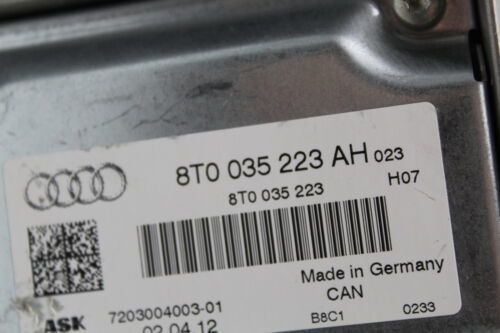 8T0 035 223 AH 023
8T0 035 223 H07
Made in Germany
ASK 7203004003-01 CAN
02.04.12 B8C1 0233